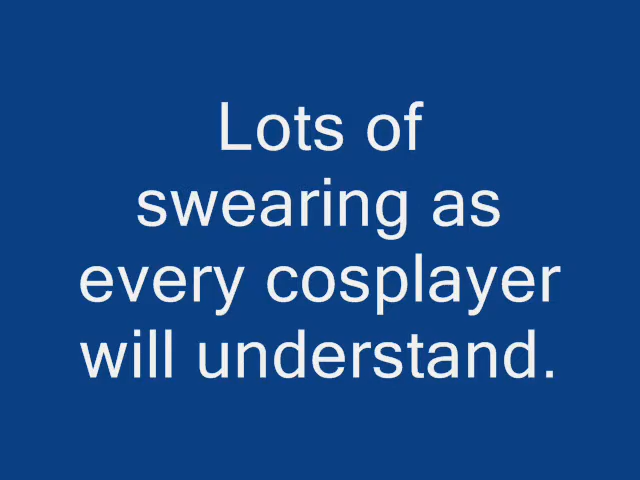 Lots of
swearing as
every cosplayer
will understand.